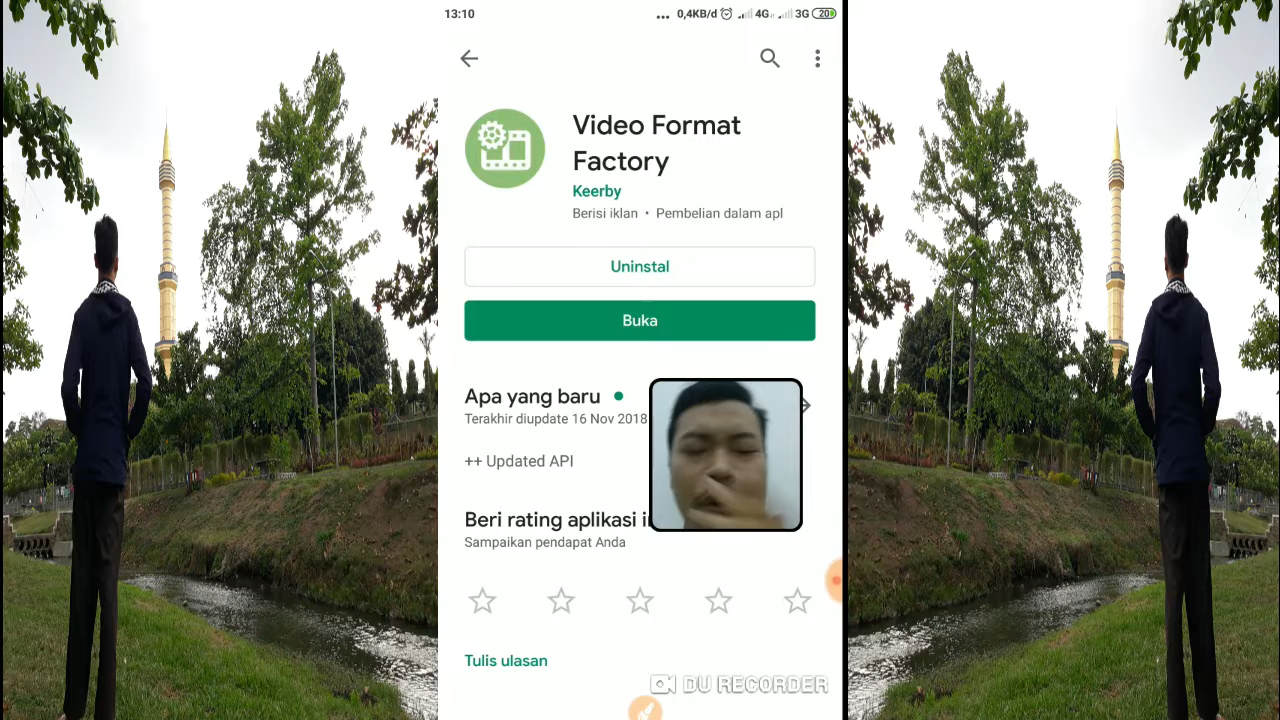 13:10 ... 0,4KB/d 4G 3G 20
Video Format
Factory
Keerby
Berisi iklan • Pembelian dalam apl
Uninstal
Buka
Apa yang baru
Terakhir diupdate 16 Nov 2018
++ Updated API
Beri rating aplikasi
Sampaikan pendapat Anda
Tulis ulasan
DU RECORDER